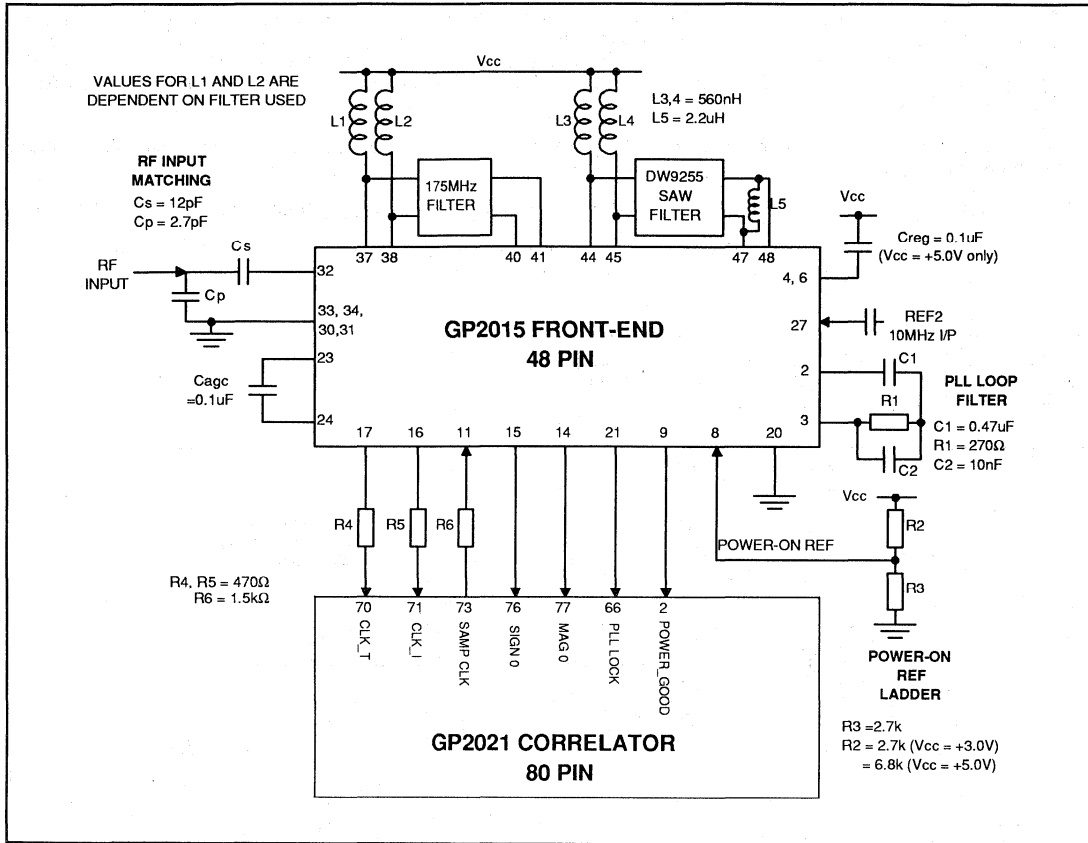 Vcc
VALUES FOR L1 AND L2 ARE
DEPENDENT ON FILTER USED
L1
L2
L3
L4
L3,4 = 560nH
L5 = 2.2uH
RF INPUT
MATCHING
Cs = 12pF
Cp = 2.7pF
175MHz
FILTER
DW9255
SAW
FILTER
L5
Vcc
Creg = 0.1uF
(Vcc = +5.0V only)
RF
INPUT
Cs
Cp
37
38
40
41
44
45
47
48
32
33, 34,
30,31
23
24
Cagc
=0.1uF
GP2015 FRONT-END
48 PIN
4, 6
27
2
3
REF2
10MHz I/P
C1
R1
C2
PLL LOOP
FILTER
C1 = 0.47uF
R1 = 270Ω
C2 = 10nF
17
16
11
15
14
21
9
8
20
R4
R5
R6
Vcc
R2
R3
POWER-ON REF
R4, R5 = 470Ω
R6 = 1.5kΩ
70
71
73
76
77
66
2
CLK_T
CLK_I
SAMP CLK
SIGN 0
MAG 0
PLL LOCK
POWER_GOOD
POWER-ON
REF
LADDER
R3 =2.7k
R2 = 2.7k (Vcc = +3.0V)
= 6.8k (Vcc = +5.0V)
GP2021 CORRELATOR
80 PIN